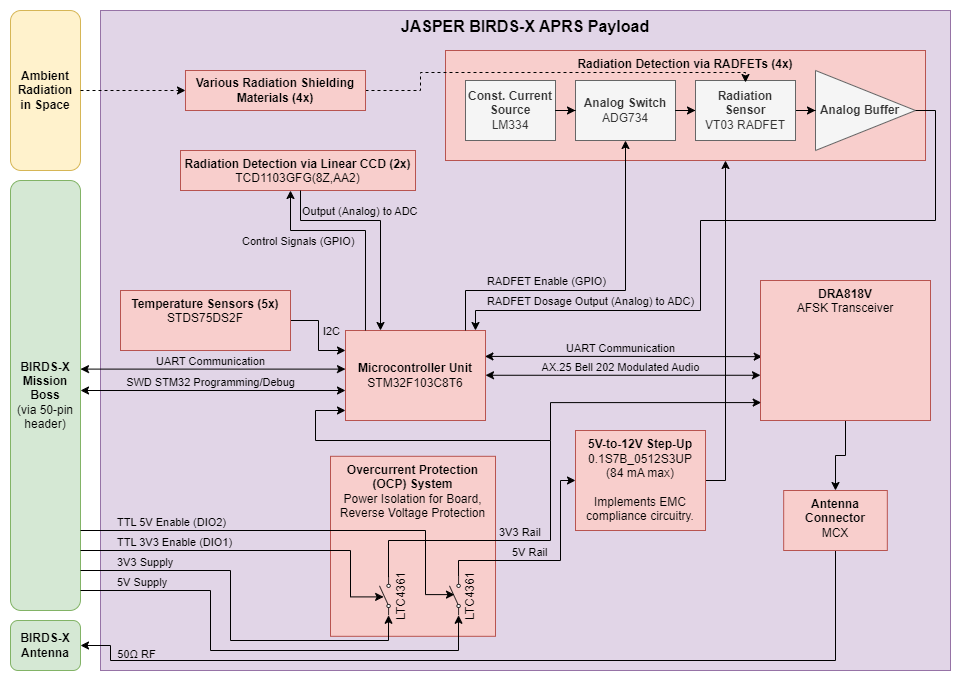 JASPER BIRDS-X APRS Payload
Ambient
Radiation
in Space
Various Radiation Shielding
Materials (4x)
Radiation Detection via RADFETs (4x)
Const. Current
Source
LM334
Analog Switch
ADG734
Radiation
Sensor
VT03 RADFET
Analog Buffer
Radiation Detection via Linear CCD (2x)
TCD1103GFG(8Z,AA2)
Output (Analog) to ADC
Control Signals (GPIO)
RADFET Enable (GPIO)
RADFET Dosage Output (Analog) to ADC)
Temperature Sensors (5x)
STDS75DS2F
I2C
DRA818V
AFSK Transceiver
Microcontroller Unit
STM32F103C8T6
UART Communication
AX.25 Bell 202 Modulated Audio
UART Communication
SWD STM32 Programming/Debug
BIRDS-X
Mission
Boss
(via 50-pin
header)
5V-to-12V Step-Up
0.1S7B_0512S3UP
(84 mA max)
Implements EMC
compliance circuitry.
Overcurrent Protection
(OCP) System
Power Isolation for Board,
Reverse Voltage Protection
Antenna
Connector
MCX
TTL 5V Enable (DIO2)
TTL 3V3 Enable (DIO1)
3V3 Supply
5V Supply
3V3 Rail
5V Rail
LTC4361
LTC4361
BIRDS-X
Antenna
50Ω RF